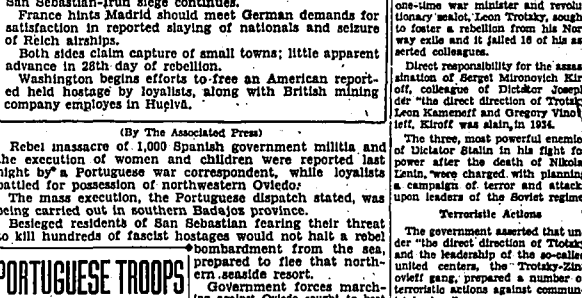 San Sebastian-Irun siege continues.
France hints Madrid should meet German demands for
satisfaction in reported slaying of nationals and seizure
of Reich airships.
Both sides claim capture of small towns; little apparent
advance in 28th day of rebellion.
Washington begins efforts to free an American report-
ed held hostage by loyalists, along with British mining
company employes in Huelva.
(By The Associated Press)
Rebel massacre of 1,000 Spanish government militia and
the execution of women and children were reported last
night by a Portuguese war correspondent, while loyalists
battled for possession of northwestern Oviedo.
The mass execution, the Portuguese dispatch stated, was
being carried out in southern Badajos province.
Besieged residents of San Sebastian fearing their threat
to kill hundreds of fascist hostages would not halt a rebel
bombardment from the sea,
prepared to flee that north-
ern seaside resort.
Government forces march-
ing against Oviedo sought to
PORTUGUESE TROOPS
one-time war minister and revolu
tionary zealot, Leon Trotzky, sough
to foster a rebellion from his Nor
way exile and it jailed 16 of his as
serted colleagues.
Direct responsibility for the assas
sination of Sergei Mironovich Kir
off, colleague of Dictator Joseph
der "the direct direction of Trotz
Leon Kameneff and Gregory Vinov
ieff. Kiroff was slain in 1934.
The three, most powerful enemie
of Dictator Stalin in his fight fo
power after the death of Nikola
Lenin, were charged with planning
a campaign of terror and attack
upon leaders of the Soviet regime
Terroristic Actions
The government asserted that un
der "the direct direction of Trotzk
and the leadership of the so-calle
united centers, the Trotsky-Zin
ovieff gang, prepared a number o
terroristic actions against commun